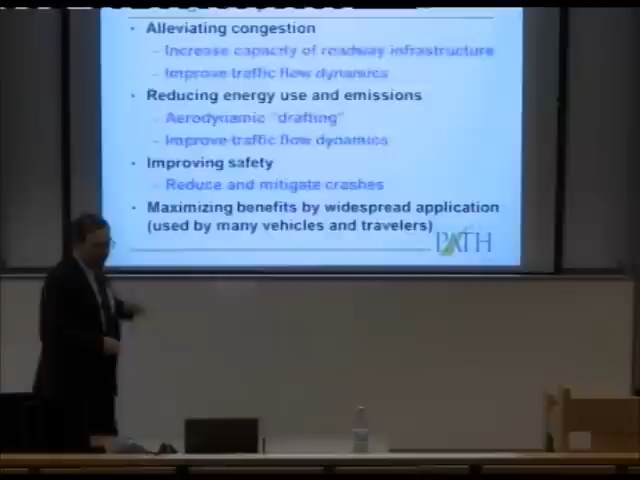 · Alleviating congestion
– Increase capacity of roadway infrastructure
– Improve traffic flow dynamics
· Reducing energy use and emissions
– Aerodynamic "drafting"
– Improve traffic flow dynamics
· Improving safety
– Reduce and mitigate crashes
· Maximizing benefits by widespread application
(used by many vehicles and travelers)
PATH